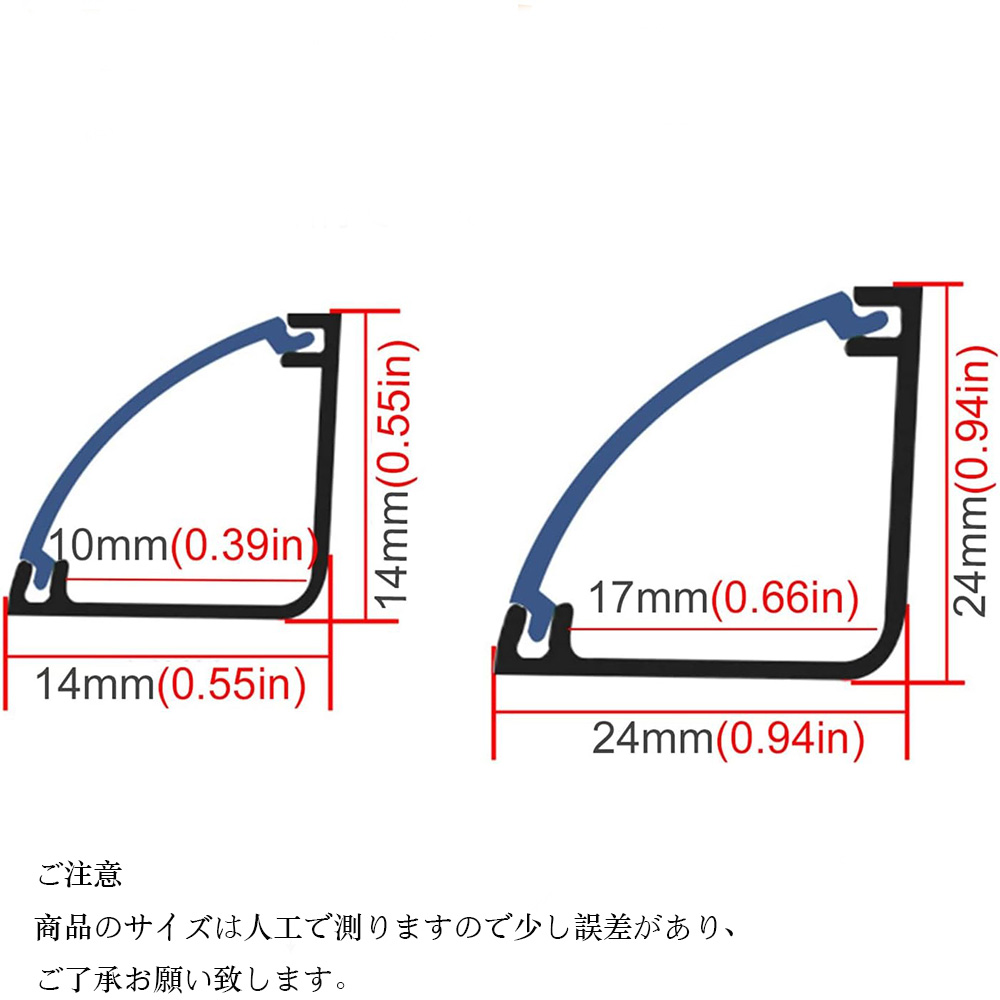 14mm(0.55in)
10mm(0.39in)
14mm(0.55in)
24mm(0.94in)
17mm(0.66in)
24mm(0.94in)
ご注意
商品のサイズは人工で測りますので少し誤差があり、
ご了承お願い致します。